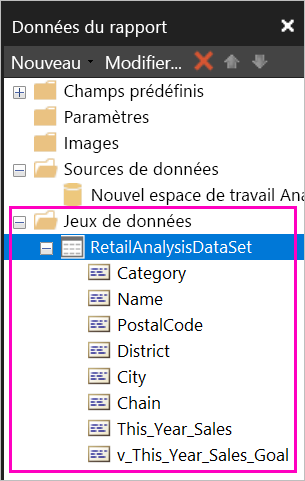 Données du rapport
Nouveau Modifier...
Champs prédéfinis
Paramètres
Images
Sources de données
Nouvel espace de travail Ana
Jeux de données
RetailAnalysisDataSet
Category
Name
PostalCode
District
City
Chain
This_Year_Sales
v_This_Year_Sales_Goal